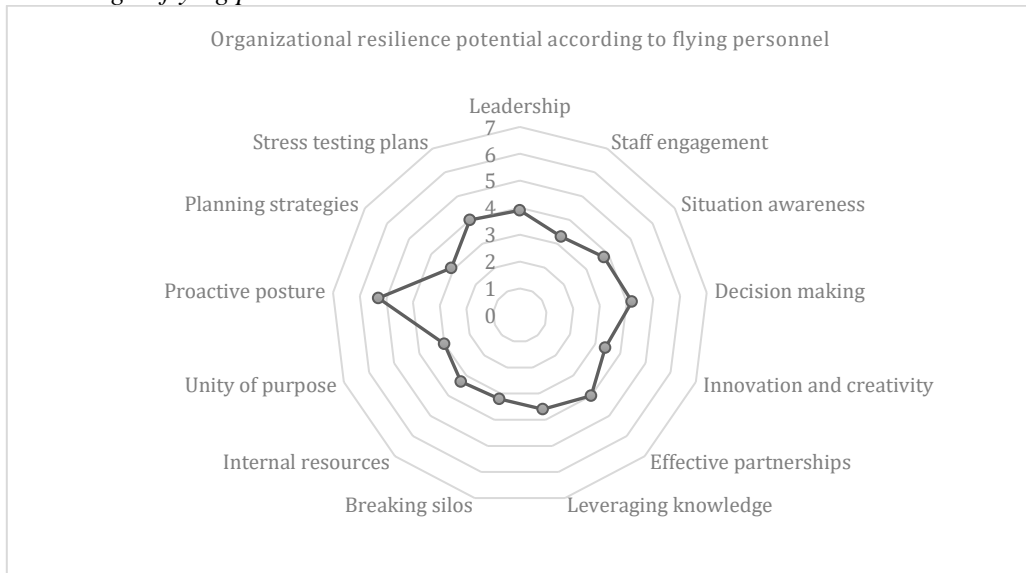 Organizational resilience potential according to flying personnel
Leadership
7
Stress testing plans
Staff engagement
6
5
Planning strategies
Situation awareness
4
3
2
Proactive posture
Decision making
1
0
Unity of purpose
Innovation and creativity
Internal resources
Effective partnerships
Breaking silos
Leveraging knowledge